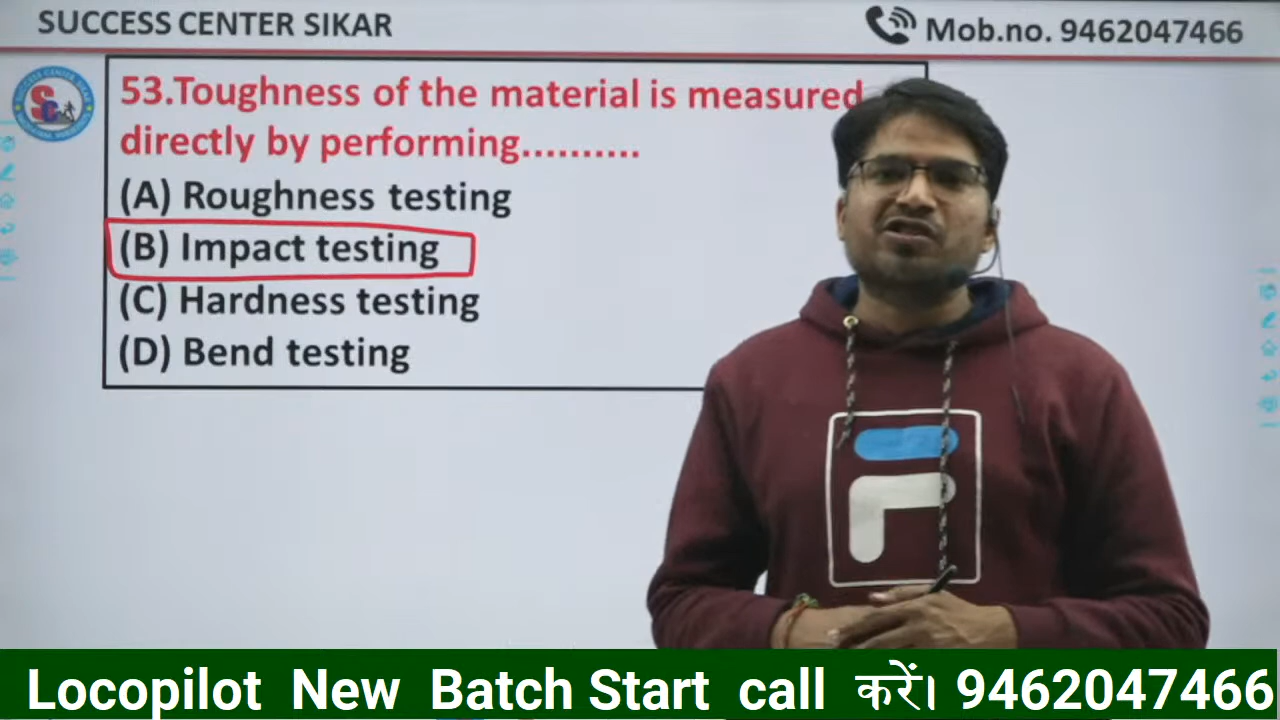 SUCCESS CENTER SIKAR
Mob.no. 9462047466
53.Toughness of the material is measured
directly by performing..........
(A) Roughness testing
(B) Impact testing
(C) Hardness testing
(D) Bend testing
Locopilot New Batch Start call करें। 9462047466